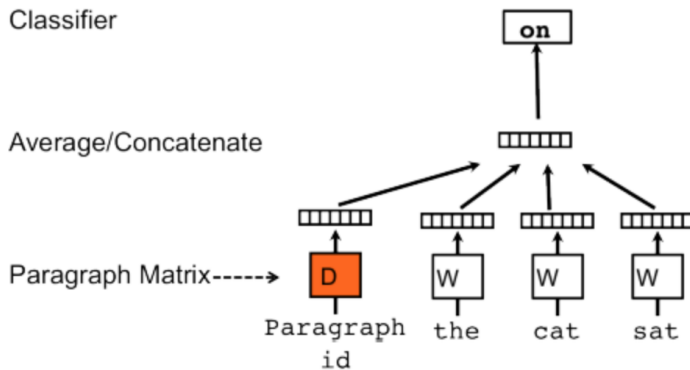 Classifier
on
Average/Concatenate
Paragraph Matrix
D
W
W
W
Paragraph
id
the
cat
sat